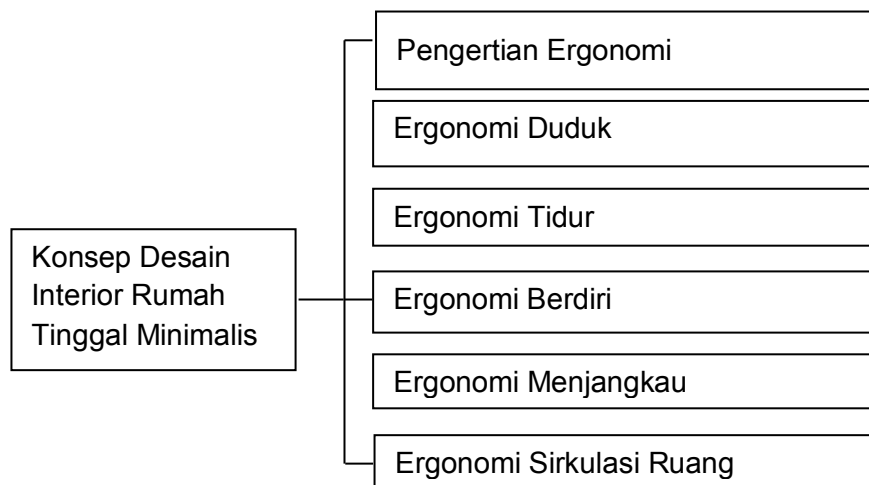 Pengertian Ergonomi
Ergonomi Duduk
Ergonomi Tidur
Konsep Desain
Interior Rumah
Tinggal Minimalis
Ergonomi Berdiri
Ergonomi Menjangkau
Ergonomi Sirkulasi Ruang